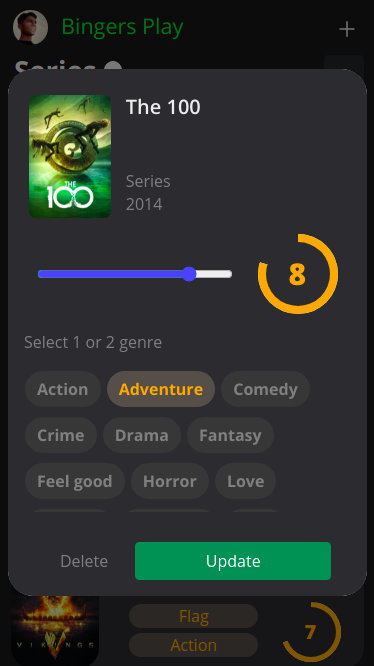 Bingers Play
+
Series
The 100
THE
100
Series
2014
8
Select 1 or 2 genre
Action Adventure Comedy
Crime Drama Fantasy
Feel good Horror Love
Delete Update
Flag
VIKINGS
7
Action